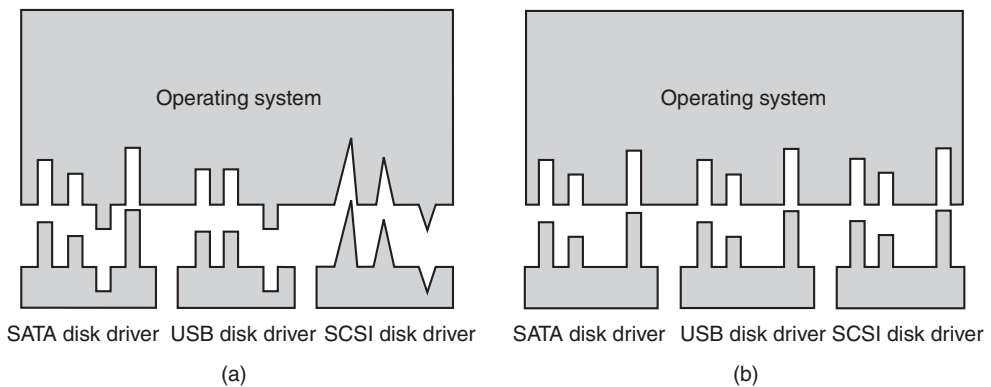 Operating system
Operating system
SATA disk driver
USB disk driver
SCSI disk driver
SATA disk driver
USB disk driver
SCSI disk driver
(a)
(b)